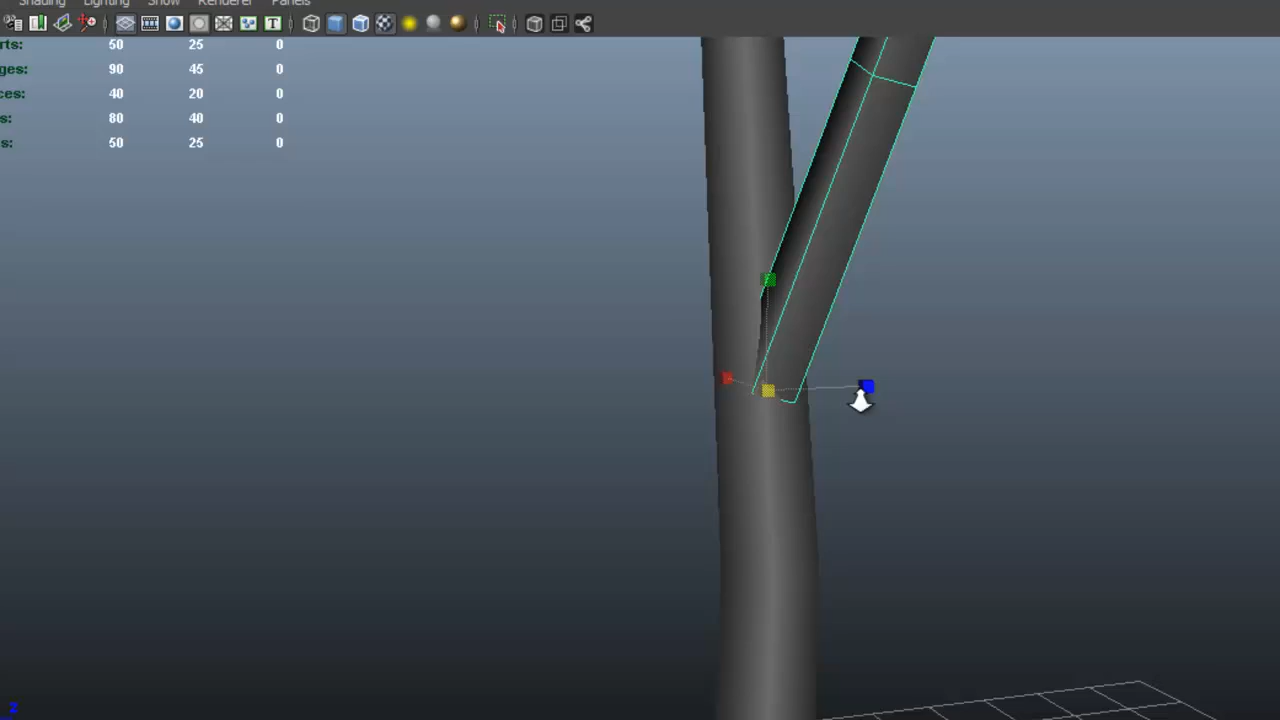 Shading Lighting Show Renderer Panels
T
rts: 50 25 0
ges: 90 45 0
ces: 40 20 0
s: 80 40 0
s: 50 25 0
z